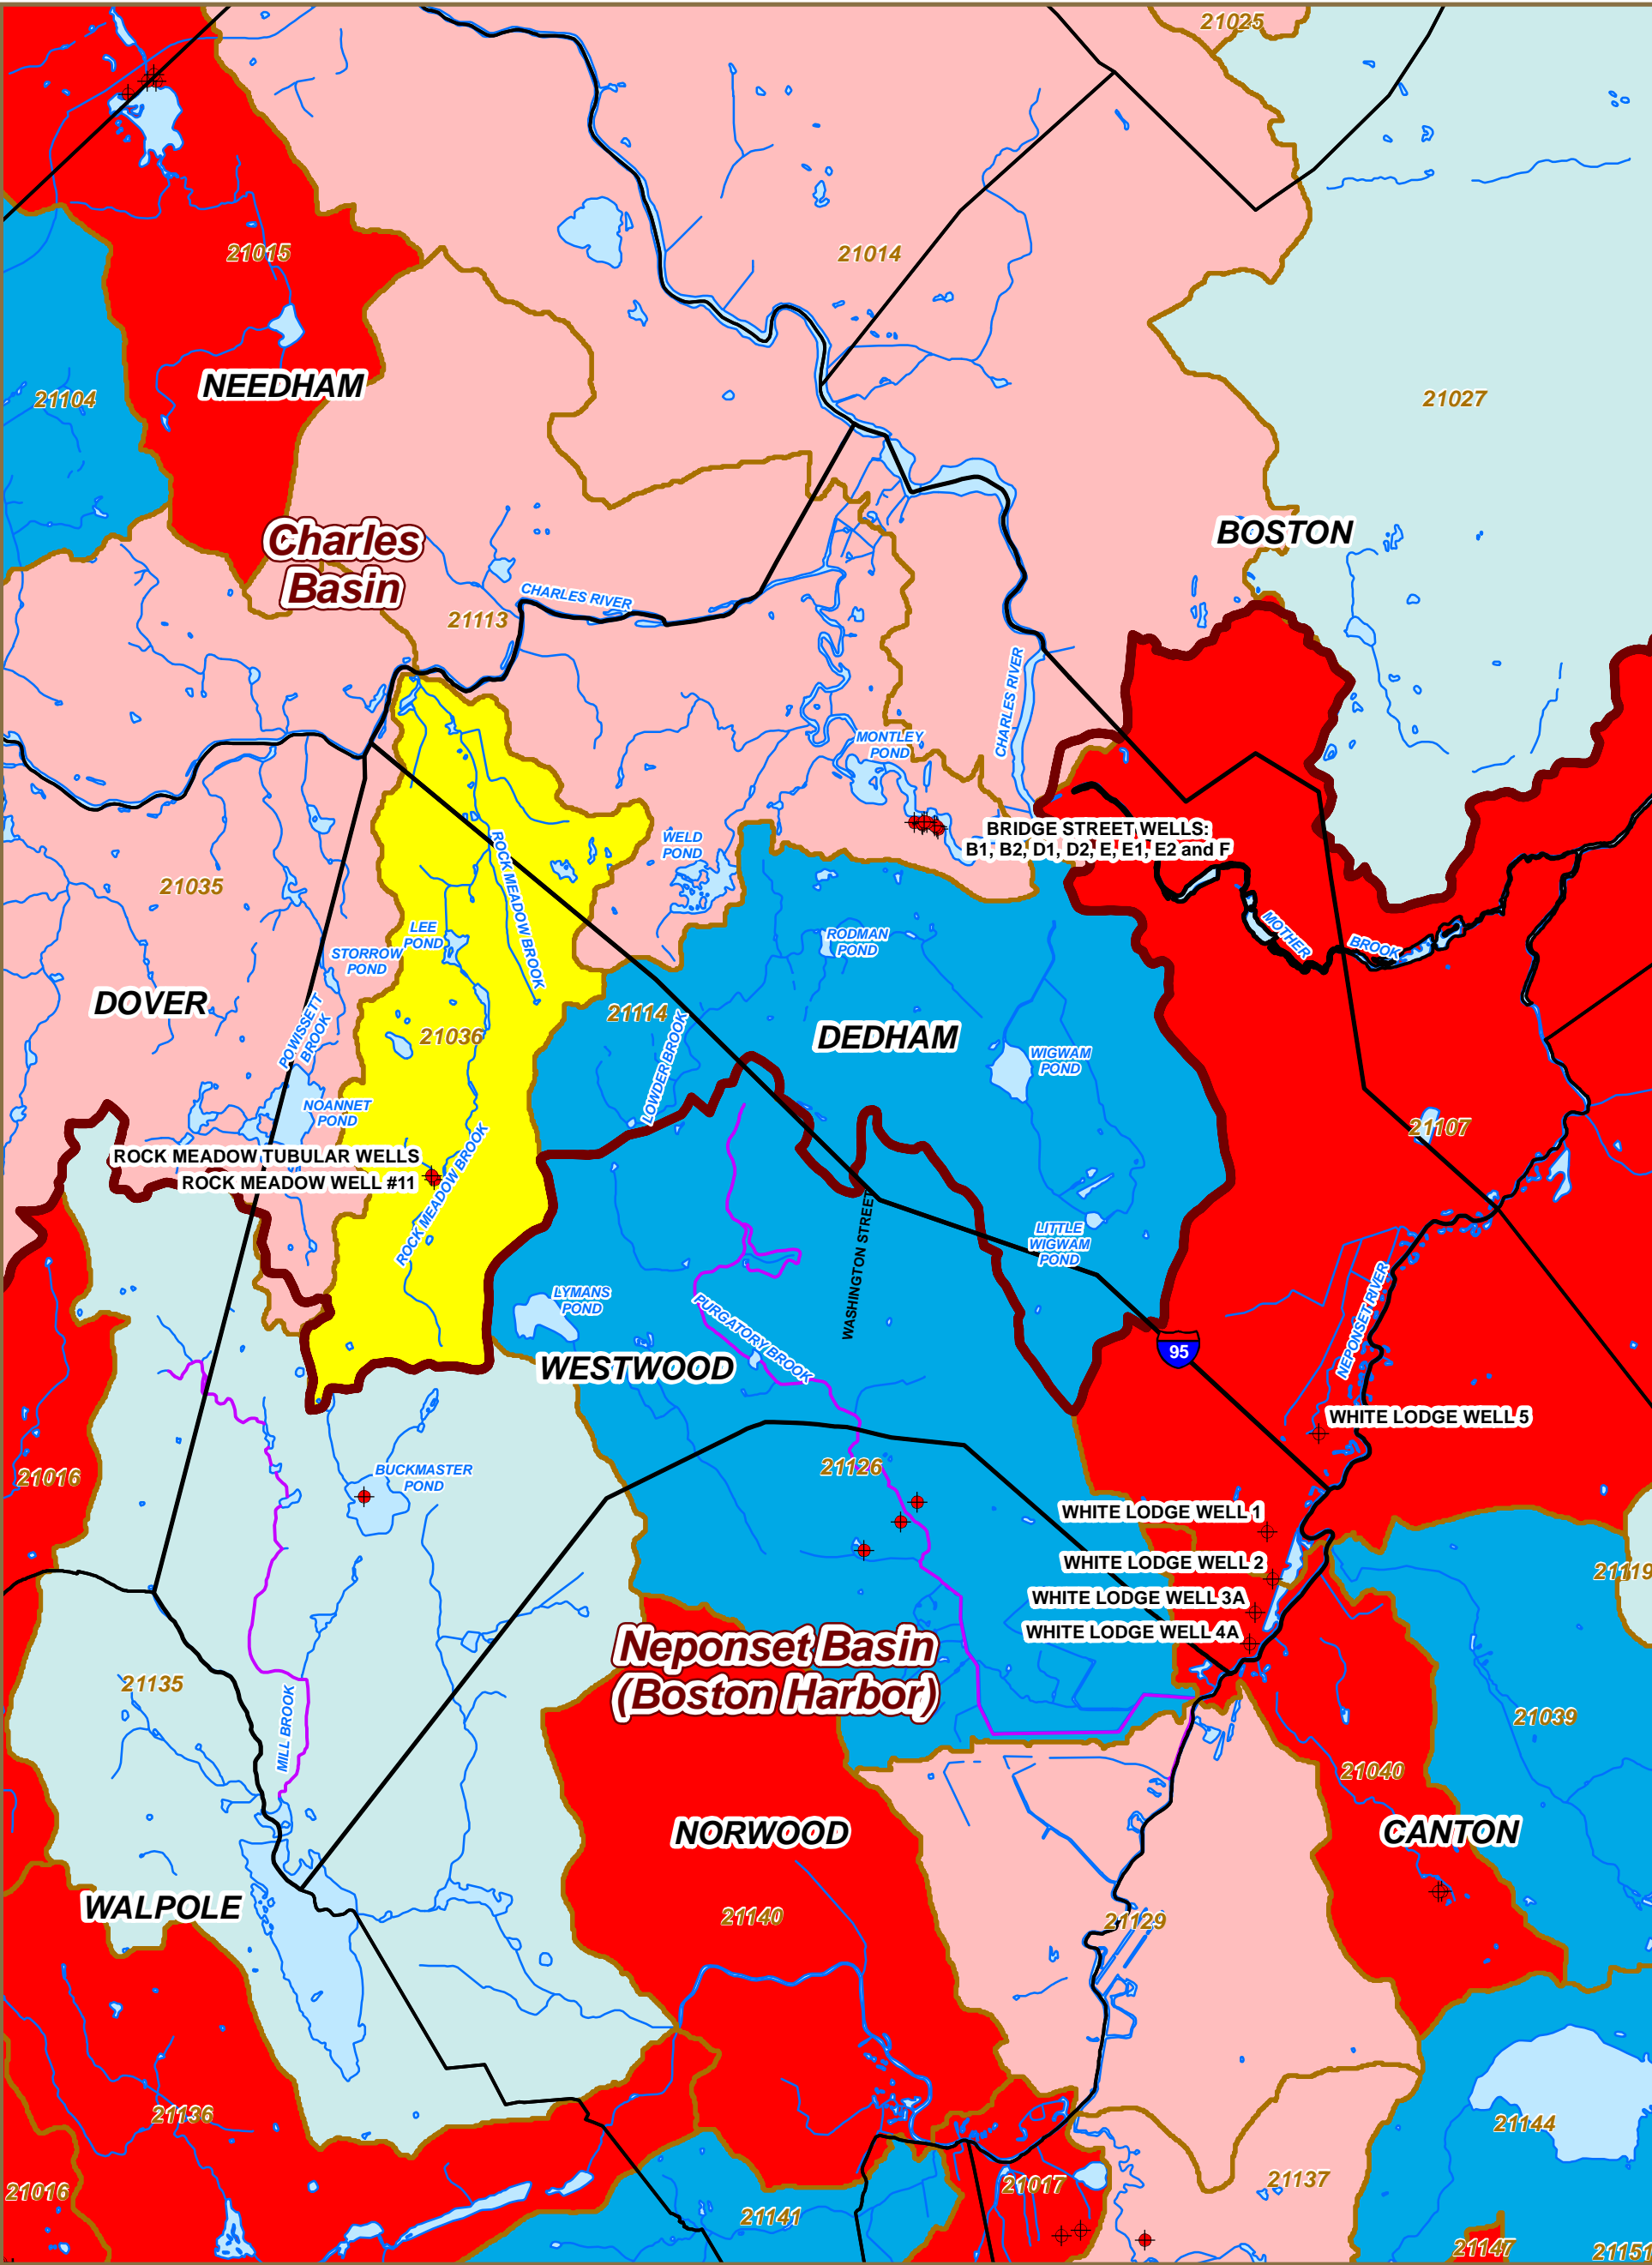 21025
21015
21014
NEEDHAM
21104
21027
BOSTON
Charles
Basin
CHARLES RIVER
21113
CHARLES RIVER
MONTLEY
POND
BRIDGE STREET WELLS:
B1, B2, D1, D2, E, E1, E2 and F
WELD
POND
ROCK MEADOW BROOK
21035
LEE
POND
STORROW
POND
RODMAN
POND
MOTHER
BROOK
DOVER
21114
21036
DEDHAM
POWISSETT
BROOK
LOWDER BROOK
WIGWAM
POND
NOANNET
POND
21107
ROCK MEADOW TUBULAR WELLS
ROCK MEADOW WELL #11
ROCK MEADOW BROOK
WASHINGTON STREET
LITTLE
WIGWAM
POND
LYMANS
POND
PURGATORY BROOK
NEPONSET RIVER
95
WESTWOOD
WHITE LODGE WELL 5
21016
BUCKMASTER
POND
21126
WHITE LODGE WELL 1
WHITE LODGE WELL 2
21119
WHITE LODGE WELL 3A
WHITE LODGE WELL 4A
Neponset Basin
(Boston Harbor)
21135
MILL BROOK
21039
21040
NORWOOD
CANTON
WALPOLE
21140
21129
21136
21144
21016
21017
21137
21141
21147
21151